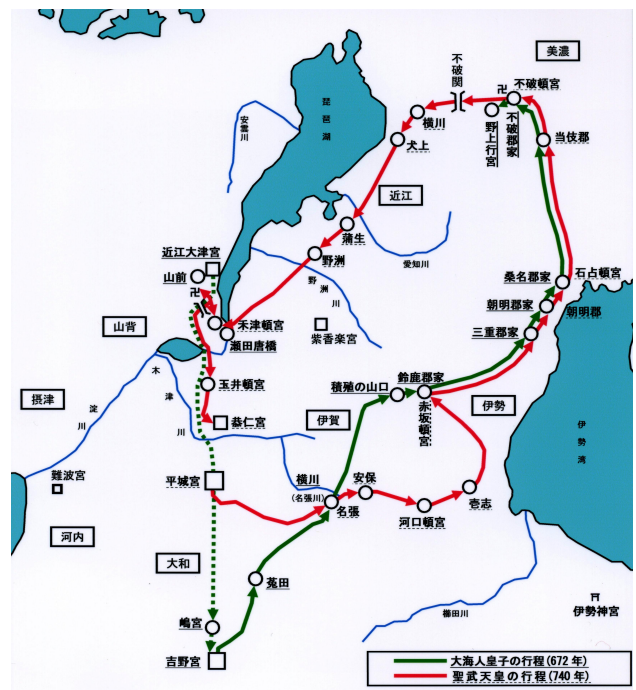 美濃
不破関
卍
不破頓宮
横川
野上行宮
不破郡家
当伎郡
犬上
琵琶湖
安曇川
近江
蒲生
愛知川
野洲
野洲川
近江大津宮
山前
卍
禾津頓宮
瀬田唐橋
紫香楽宮
桑名郡家
石占頓宮
朝明郡家
朝明郡
三重郡家
山背
摂津
淀川
木津川
玉井頓宮
恭仁宮
積殖の山口
鈴鹿郡家
赤坂頓宮
伊賀
伊勢
伊勢湾
難波宮
河内
平城宮
横川
(名張川)
名張
安保
河口頓宮
壱志
大和
菟田
嶋宮
吉野宮
櫛田川
伊勢神宮
大海人皇子の行程(672年)
聖武天皇の行程(740年)